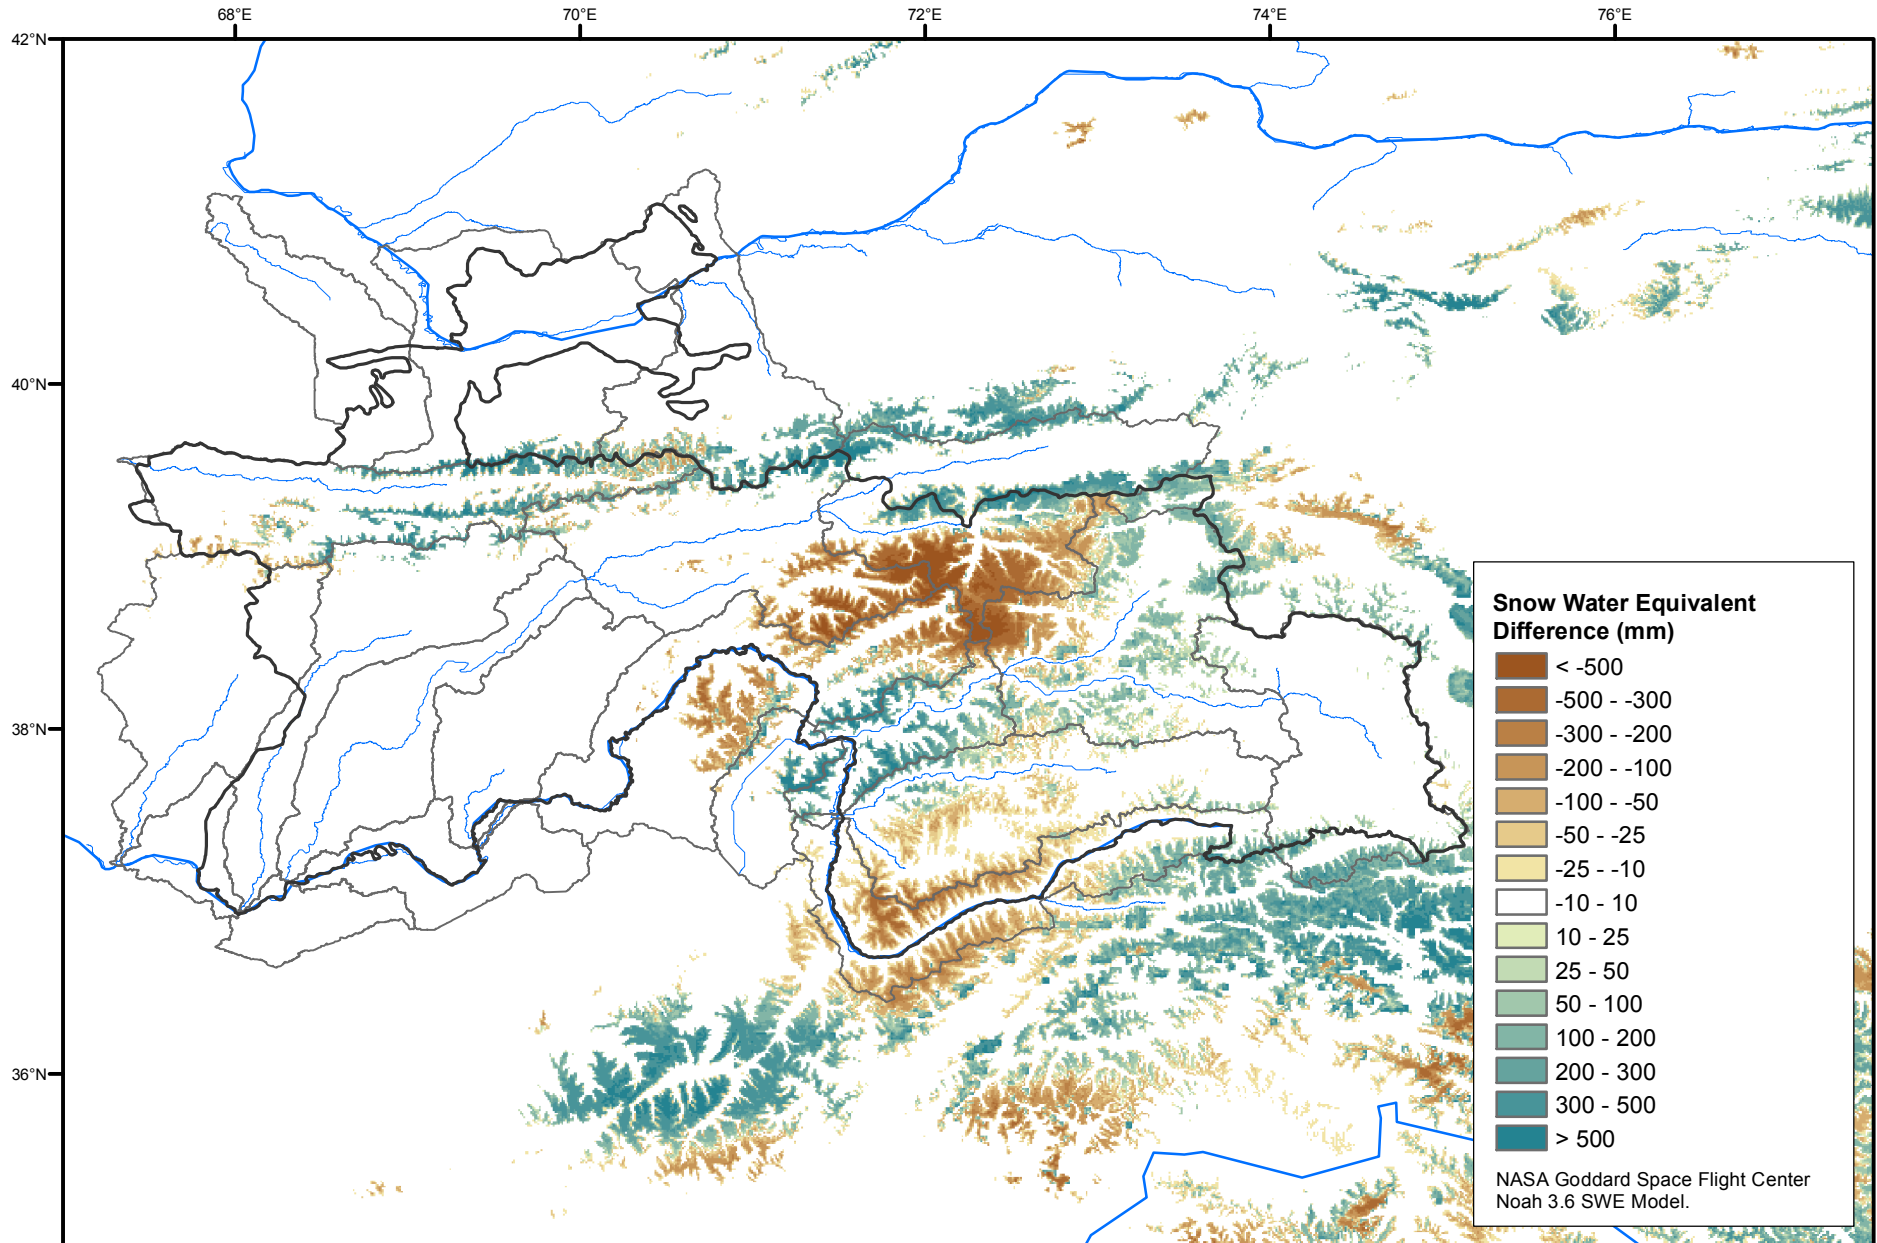 68°E
70°E
72°E
74°E
76°E
42°N
40°N
38°N
36°N
Snow Water Equivalent
Difference (mm)
< -500
-500 - -300
-300 - -200
-200 - -100
-100 - -50
-50 - -25
-25 - -10
-10 - 10
10 - 25
25 - 50
50 - 100
100 - 200
200 - 300
300 - 500
> 500
NASA Goddard Space Flight Center
Noah 3.6 SWE Model.